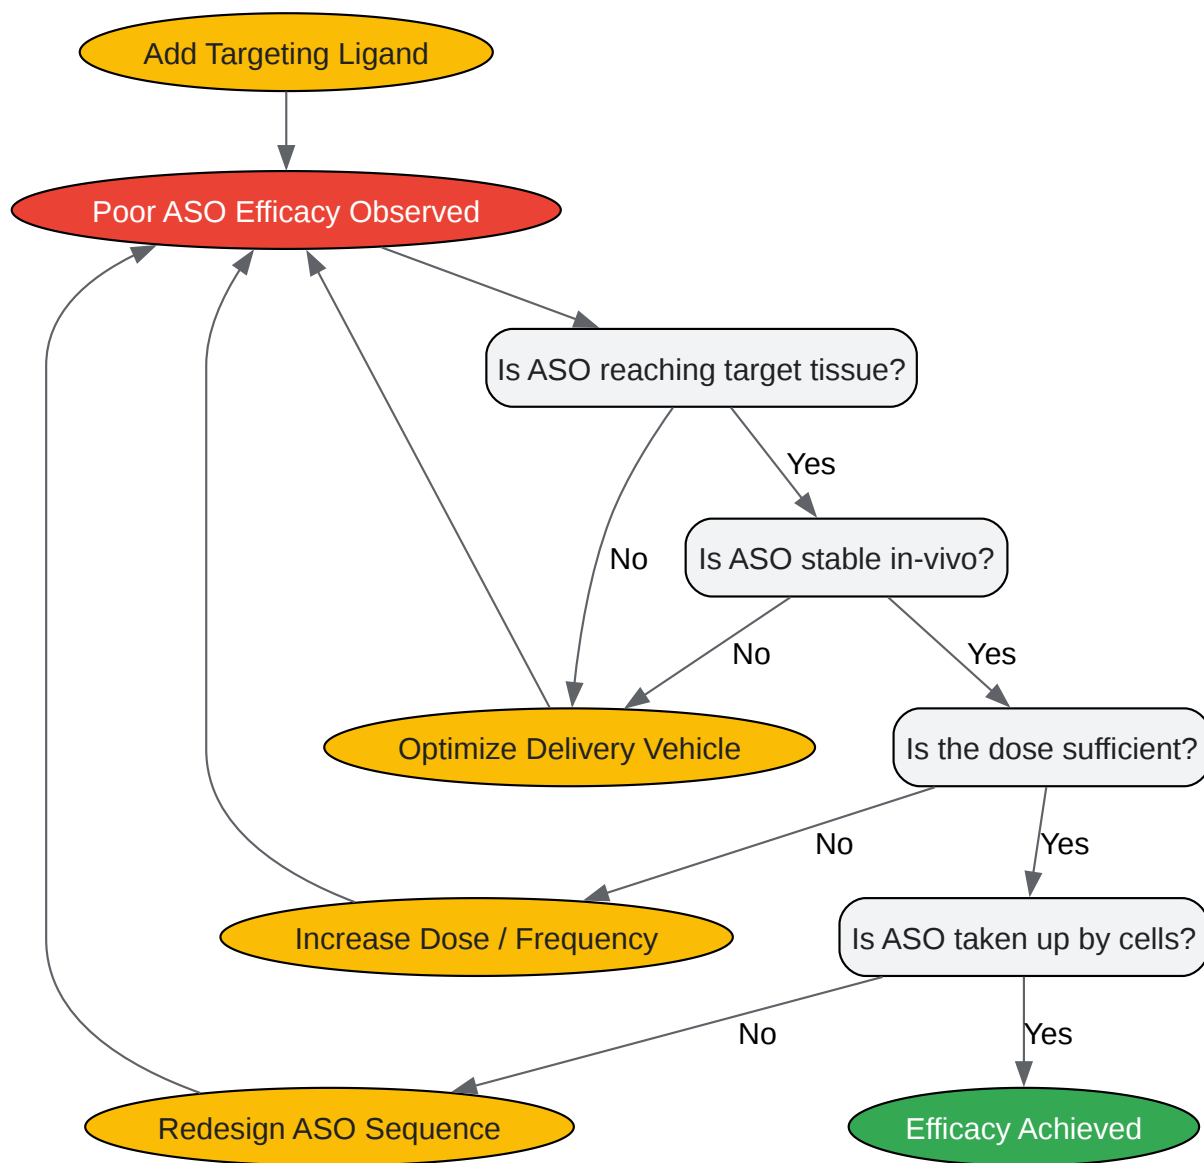 Add Targeting Ligand
Poor ASO Efficacy Observed
Is ASO reaching target tissue?
Yes
Is ASO stable in-vivo?
No
No
Yes
Optimize Delivery Vehicle
Is the dose sufficient?
No
Yes
Increase Dose / Frequency
Is ASO taken up by cells?
No
Yes
Redesign ASO Sequence
Efficacy Achieved